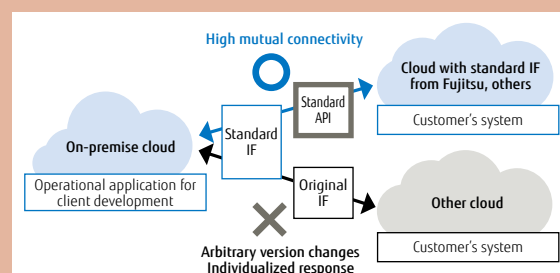 High mutual connectivity
Cloud with standard IF
from Fujitsu, others
Standard
API
Customer's system
On-premise cloud
Standard
IF
Operational application for
client development
Original
IF
Other cloud
Customer's system
Arbitrary version changes
Individualized response